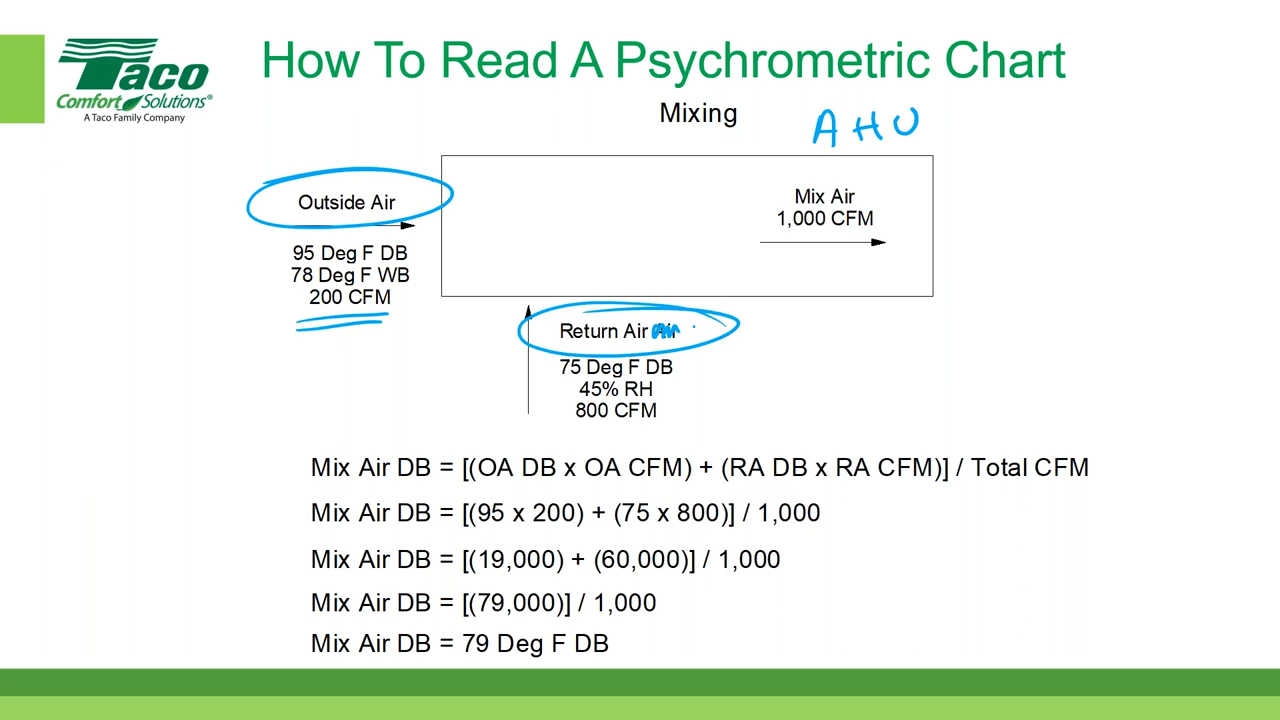 How To Read A Psychrometric Chart
Taco
Comfort Solutions®
A Taco Family Company
Mixing
AHU
Outside Air
95 Deg F DB
78 Deg F WB
200 CFM
Mix Air
1,000 CFM
Return Air Air
75 Deg F DB
45% RH
800 CFM
Mix Air DB = [(OA DB x OA CFM) + (RA DB x RA CFM)] / Total CFM
Mix Air DB = [(95 x 200) + (75 x 800)] / 1,000
Mix Air DB = [(19,000) + (60,000)] / 1,000
Mix Air DB = [(79,000)] / 1,000
Mix Air DB = 79 Deg F DB